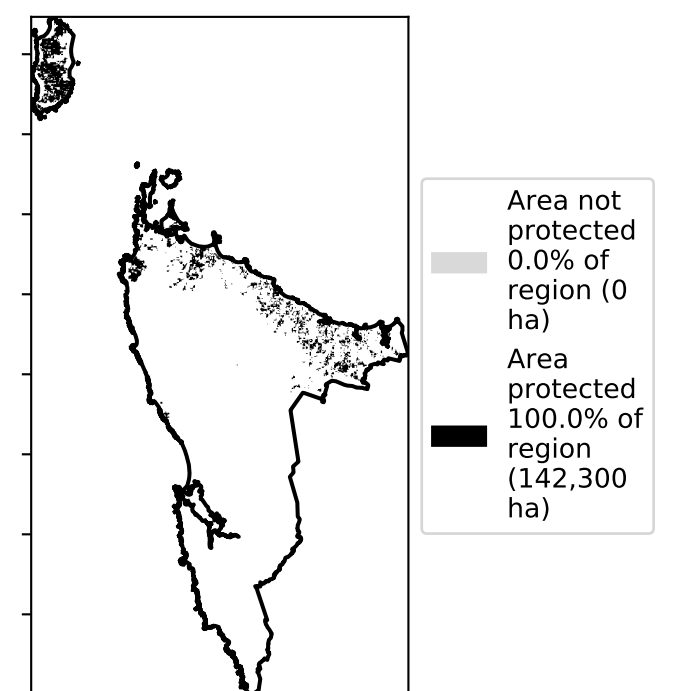 Area not
protected
0.0% of
region (0
ha)
Area
protected
100.0% of
region
(142,300
ha)